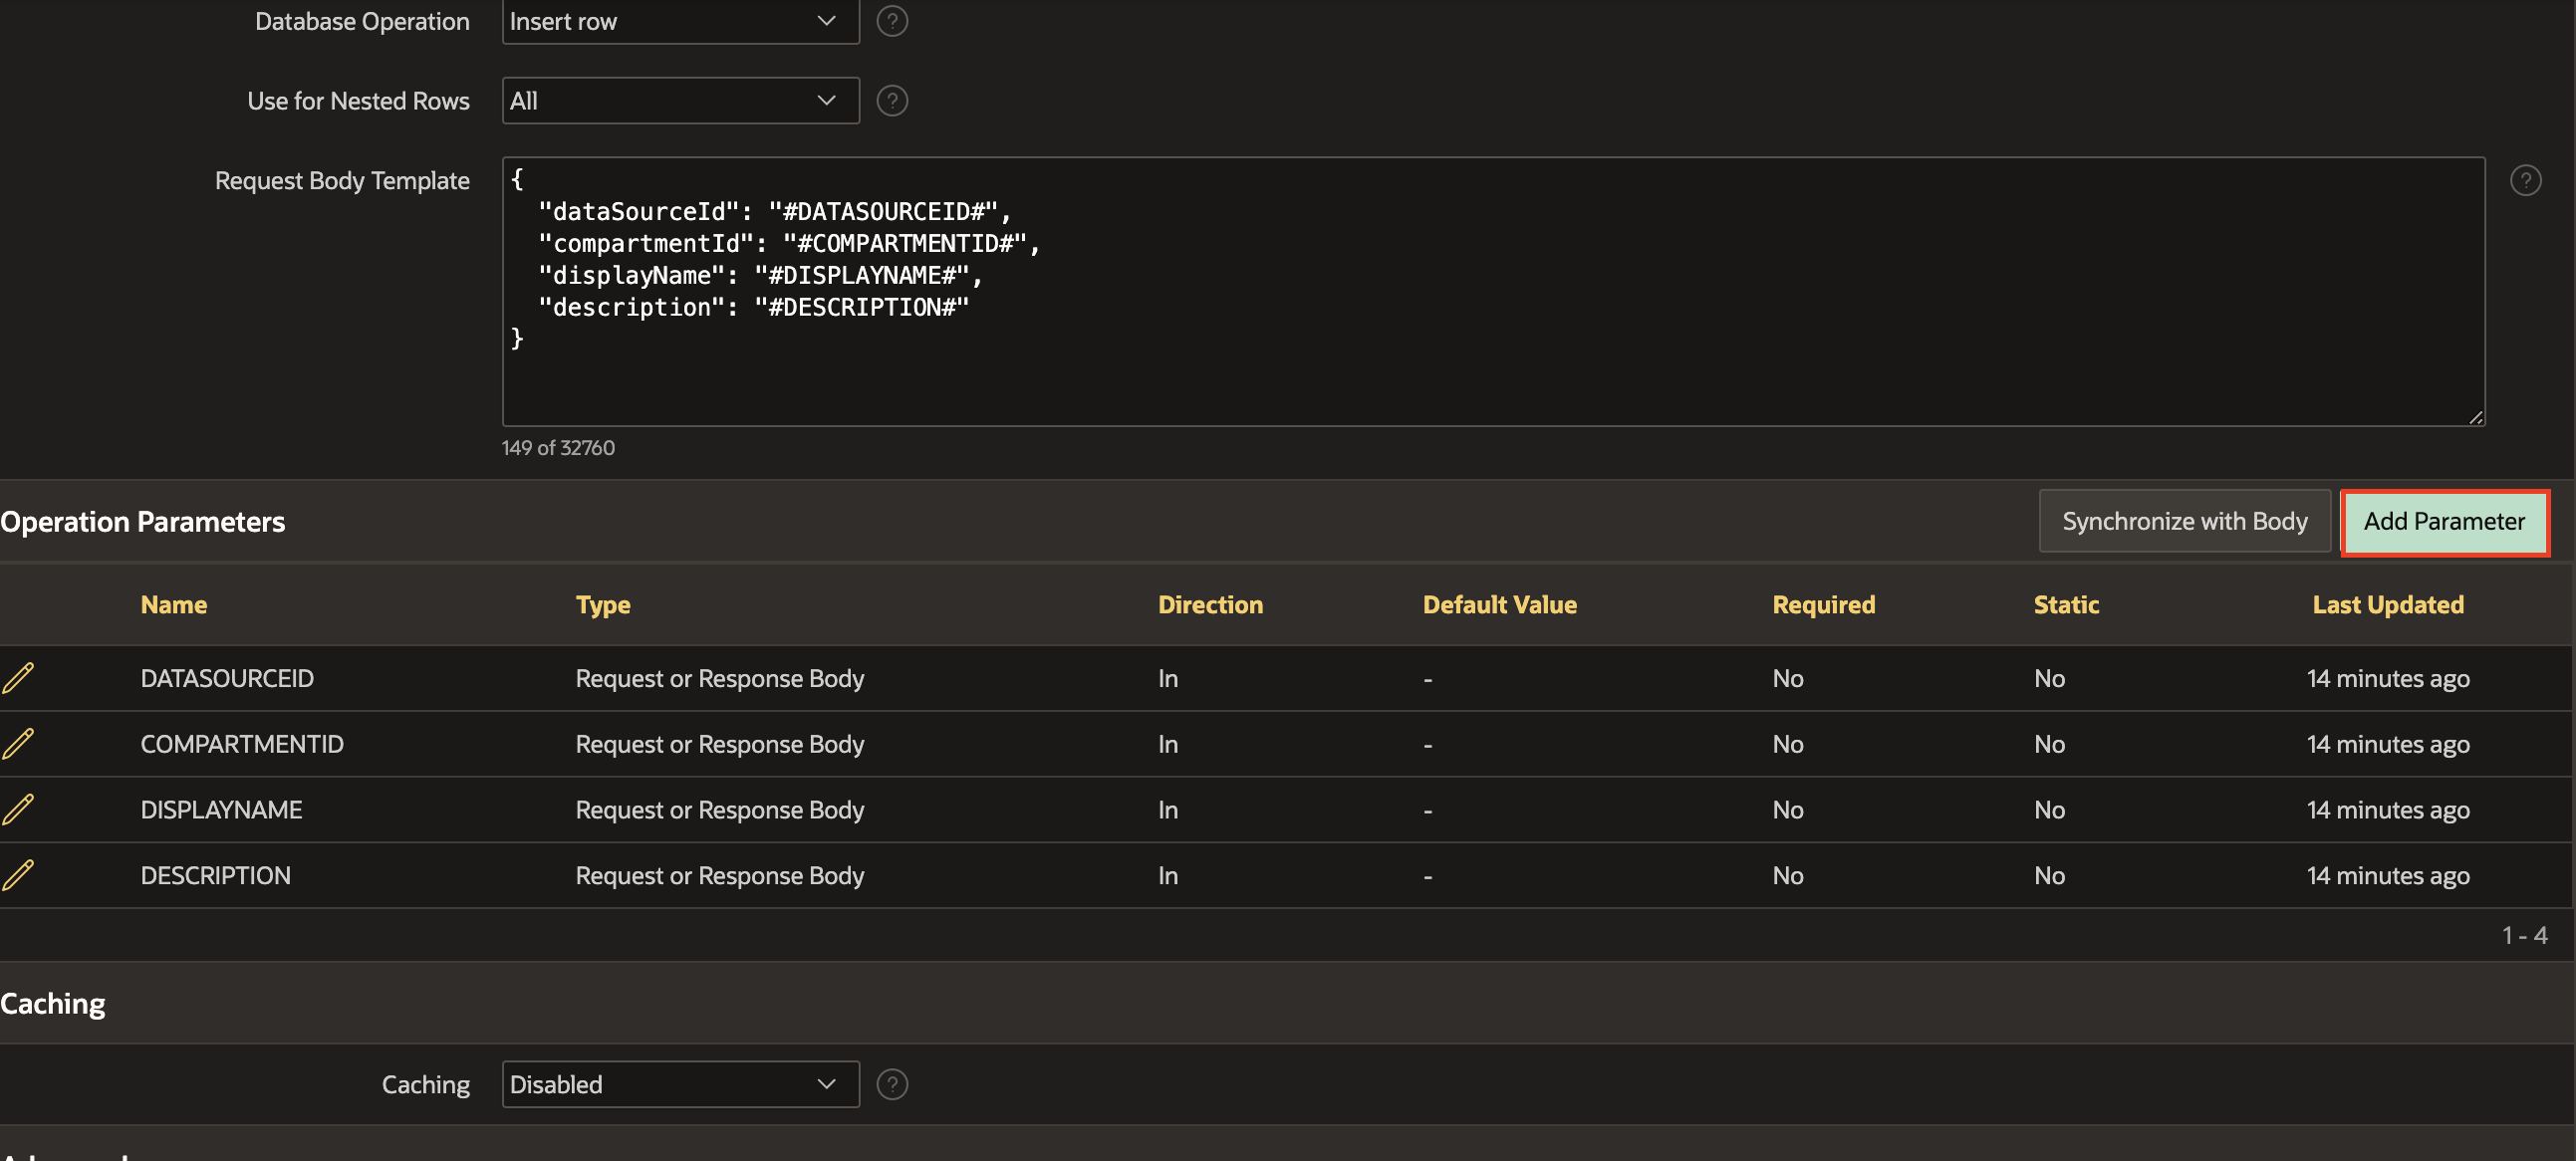 Database Operation Insert row ?
Use for Nested Rows All ?
Request Body Template ?
{
"dataSourceId": "#DATASOURCEID#",
"compartmentId": "#COMPARTMENTID#",
"displayName": "#DISPLAYNAME#",
"description": "#DESCRIPTION#"
}
149 of 32760
Operation Parameters Synchronize with Body Add Parameter
Name Type Direction Default Value Required Static Last Updated
DATASOURCEID Request or Response Body In - No No 14 minutes ago
COMPARTMENTID Request or Response Body In - No No 14 minutes ago
DISPLAYNAME Request or Response Body In - No No 14 minutes ago
DESCRIPTION Request or Response Body In - No No 14 minutes ago
1 - 4
Caching
Caching Disabled ?